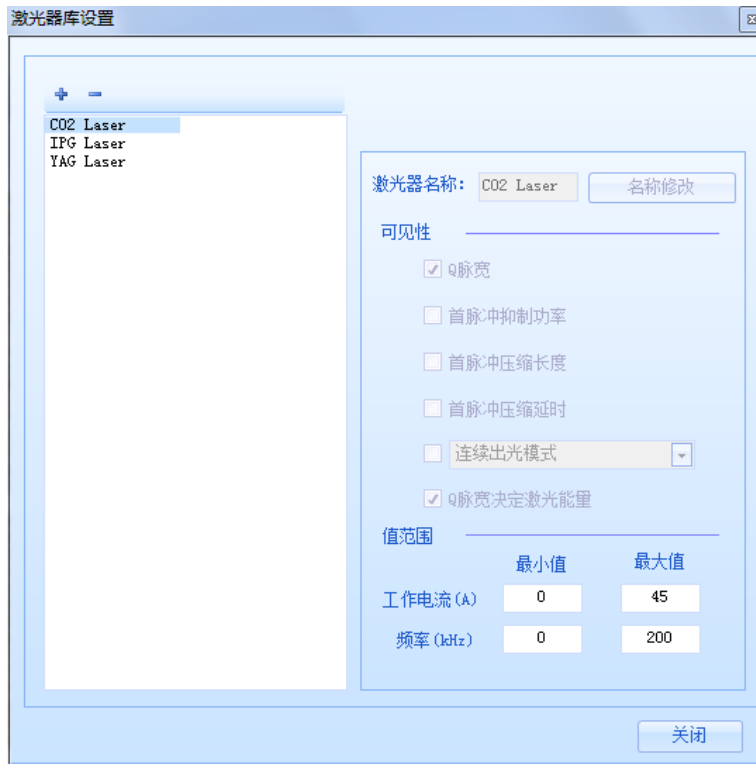 激光器库设置
CO2 Laser
IPG Laser
YAG Laser
激光器名称： CO2 Laser 名称修改
可见性
Q脉宽
首脉冲抑制功率
首脉冲压缩长度
首脉冲压缩延时
连续出光模式
Q脉宽决定激光能量
值范围
最小值 最大值
工作电流(A) 0 45
频率(kHz) 0 200
关闭